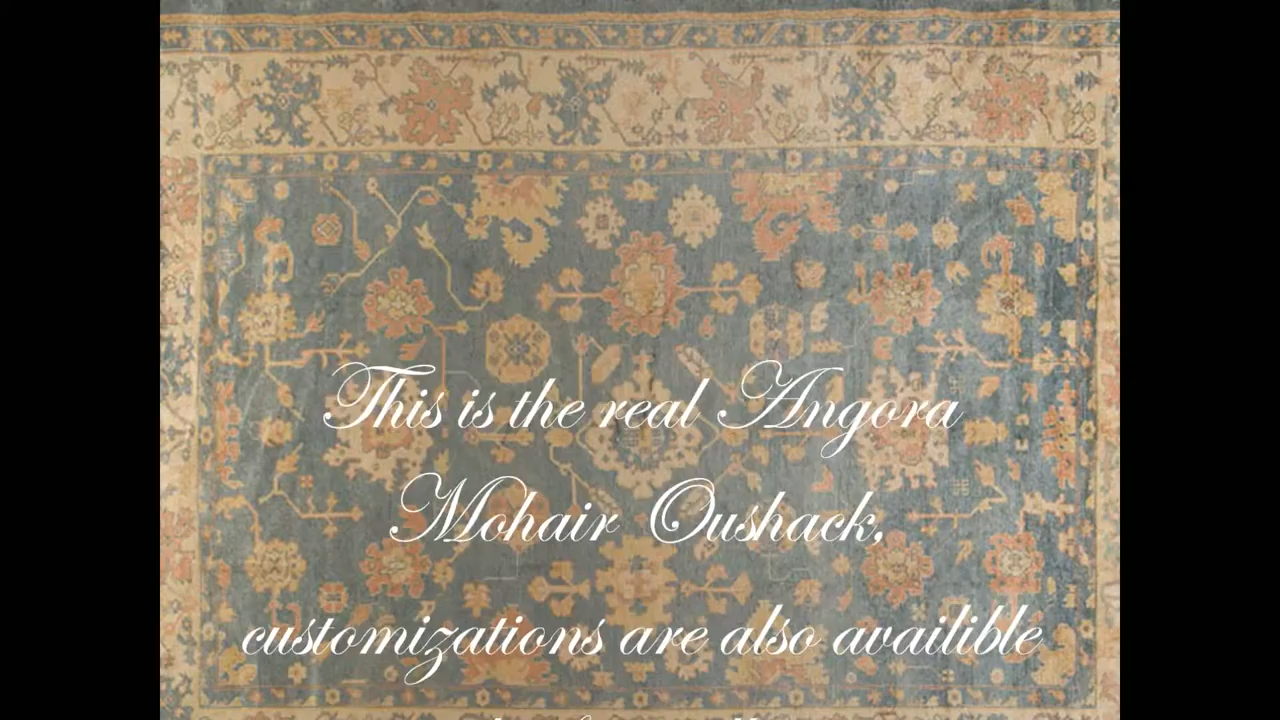 This is the real Angora
Mohair Oushack,
customizations are also availible